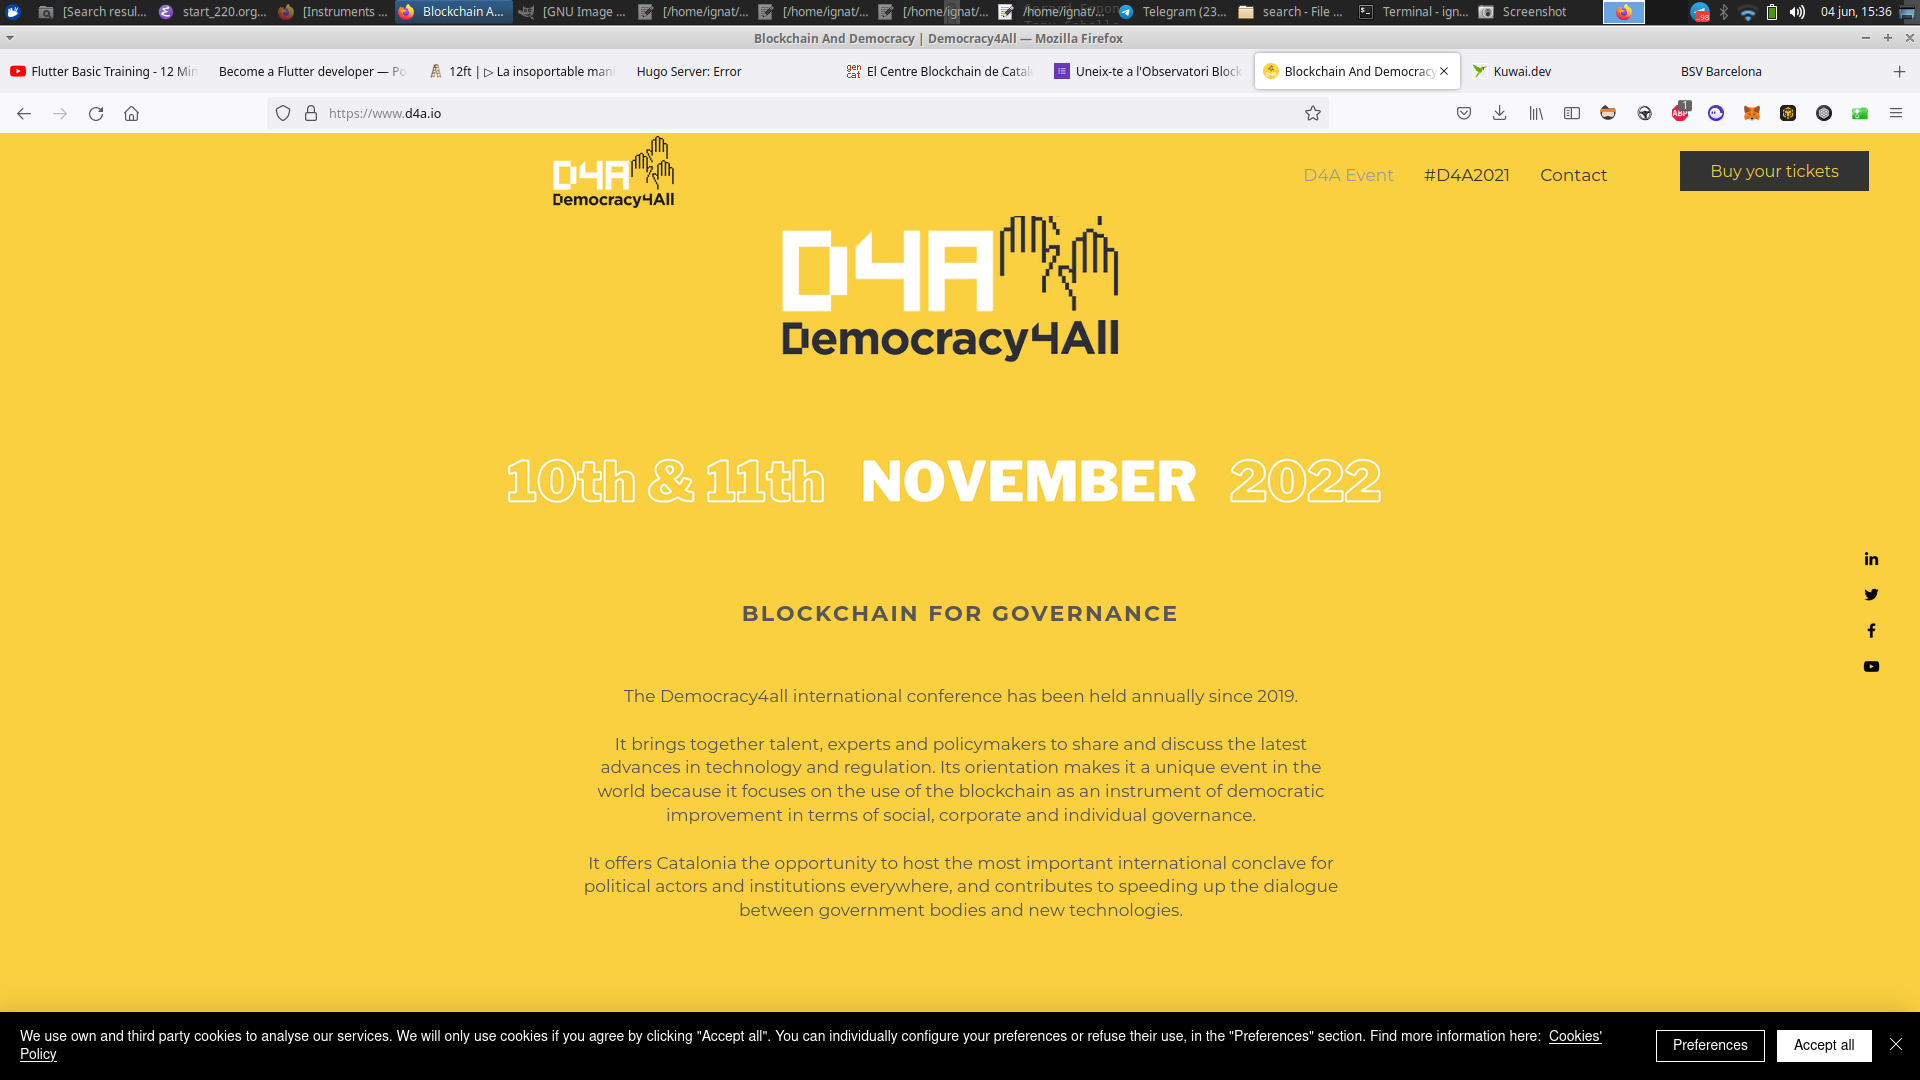 [Search resul... start_220.org... [Instruments ... Blockchain A... [GNU Image ... [/home/ignat/... [/home/ignat/... [/home/ignat/... /home/ignat/... Telegram (23... search - File ... Terminal - ign... Screenshot 04 jun, 15:36
Blockchain And Democracy | Democracy4All — Mozilla Firefox
Flutter Basic Training - 12 Min Become a Flutter developer — Po 12ft | ▷ La insoportable mani Hugo Server: Error gen cat El Centre Blockchain de Catal Uneix-te a l'Observatori Block Blockchain And Democracy Kuwai.dev BSV Barcelona
https://www.d4a.io
ABP 1
D4A
Democracy4All
D4A Event #D4A2021 Contact Buy your tickets
D4A
Democracy4All
10th & 11th NOVEMBER 2022
BLOCKCHAIN FOR GOVERNANCE
The Democracy4all international conference has been held annually since 2019.
It brings together talent, experts and policymakers to share and discuss the latest
advances in technology and regulation. Its orientation makes it a unique event in the
world because it focuses on the use of the blockchain as an instrument of democratic
improvement in terms of social, corporate and individual governance.
It offers Catalonia the opportunity to host the most important international conclave for
political actors and institutions everywhere, and contributes to speeding up the dialogue
between government bodies and new technologies.
in
We use own and third party cookies to analyse our services. We will only use cookies if you agree by clicking "Accept all". You can individually configure your preferences or refuse their use, in the "Preferences" section. Find more information here: Cookies'
Policy
Preferences Accept all